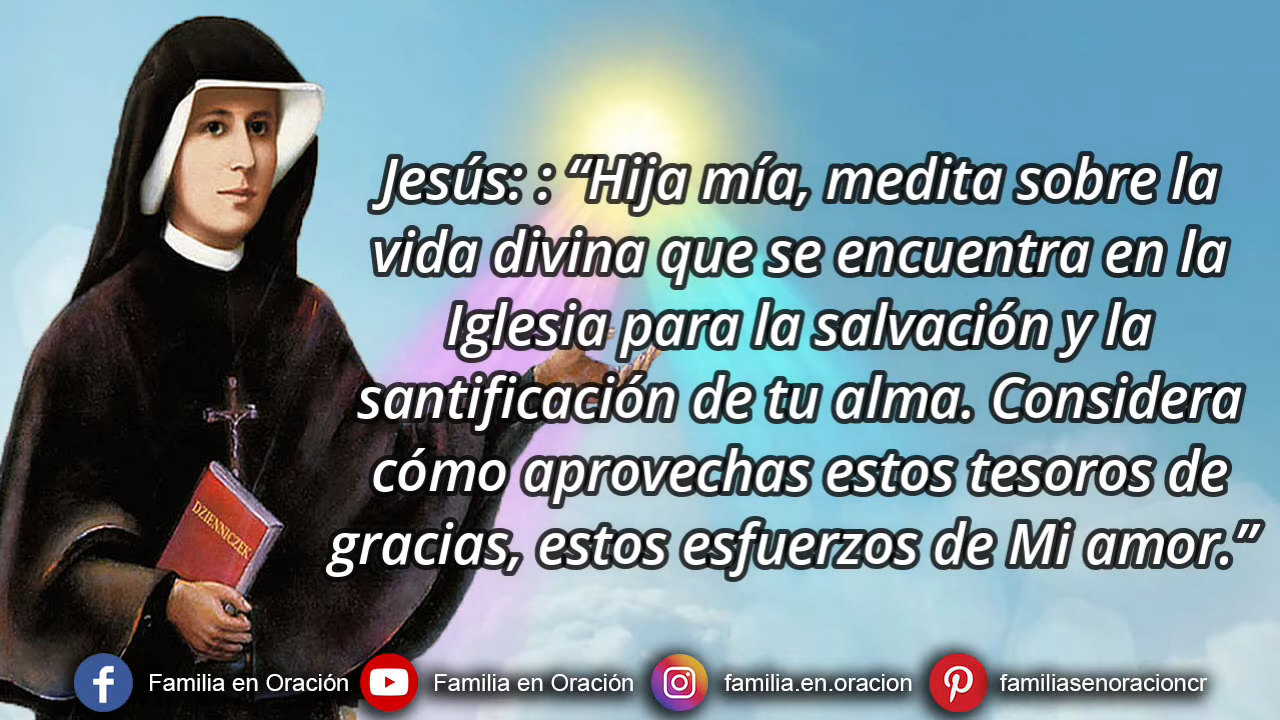 Jesús: : “Hija mía, medita sobre la
vida divina que se encuentra en la
Iglesia para la salvación y la
santificación de tu alma. Considera
cómo aprovechas estos tesoros de
gracias, estos esfuerzos de Mi amor.”
DZIENNICZEK
Familia en Oración
Familia en Oración
familia.en.oracion
familiasenoracioncr